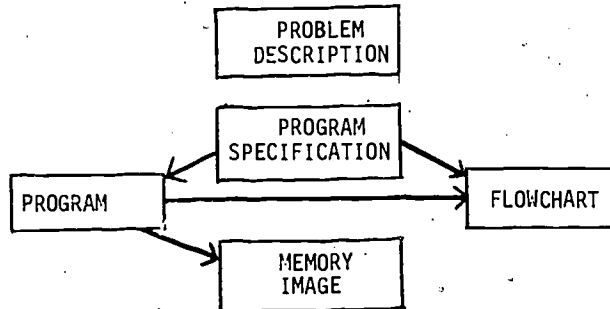 PROBLEM
DESCRIPTION
PROGRAM
SPECIFICATION
PROGRAM
FLOWCHART
MEMORY
IMAGE